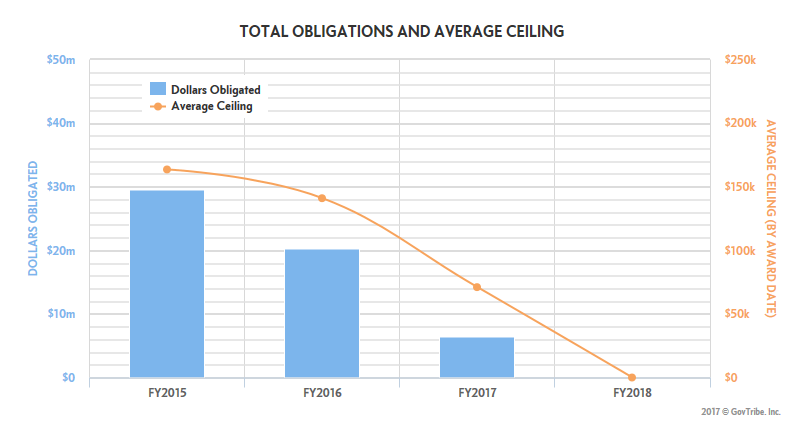 TOTAL OBLIGATIONS AND AVERAGE CEILING
$50m
$250k
Dollars Obligated
Average Ceiling
$40m
$200k
$30m
$150k
$20m
$100k
$10m
$50k
$0
$0
DOLLARS OBLIGATED
AVERAGE CEILING (BY AWARD DATE)
FY2015
FY2016
FY2017
FY2018
2017 © GovTribe. Inc.